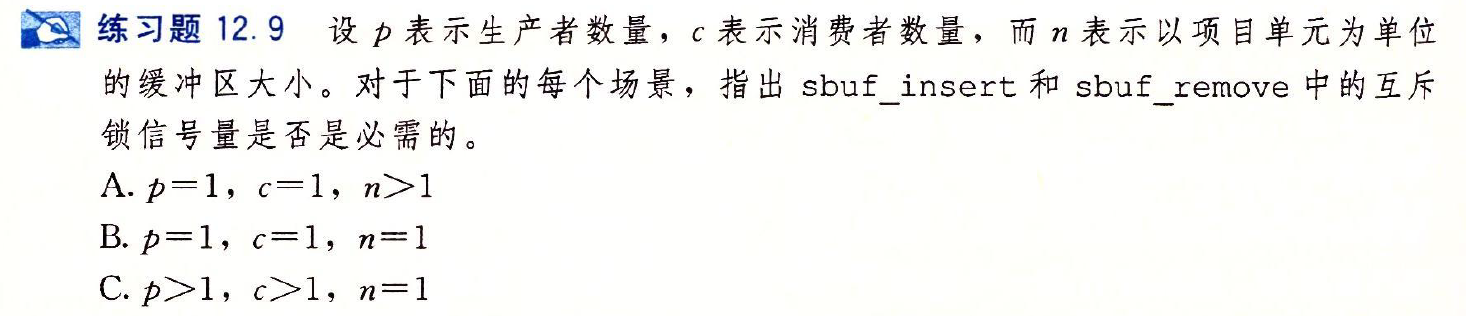 练习题 12.9 设 p 表示生产者数量，c 表示消费者数量，而 n 表示以项目单元为单位
的缓冲区大小。对于下面的每个场景，指出 sbuf_insert 和 sbuf_remove 中的互斥
锁信号量是否是必需的。
A. p=1，c=1，n>1
B. p=1，c=1，n=1
C. p>1，c>1，n=1